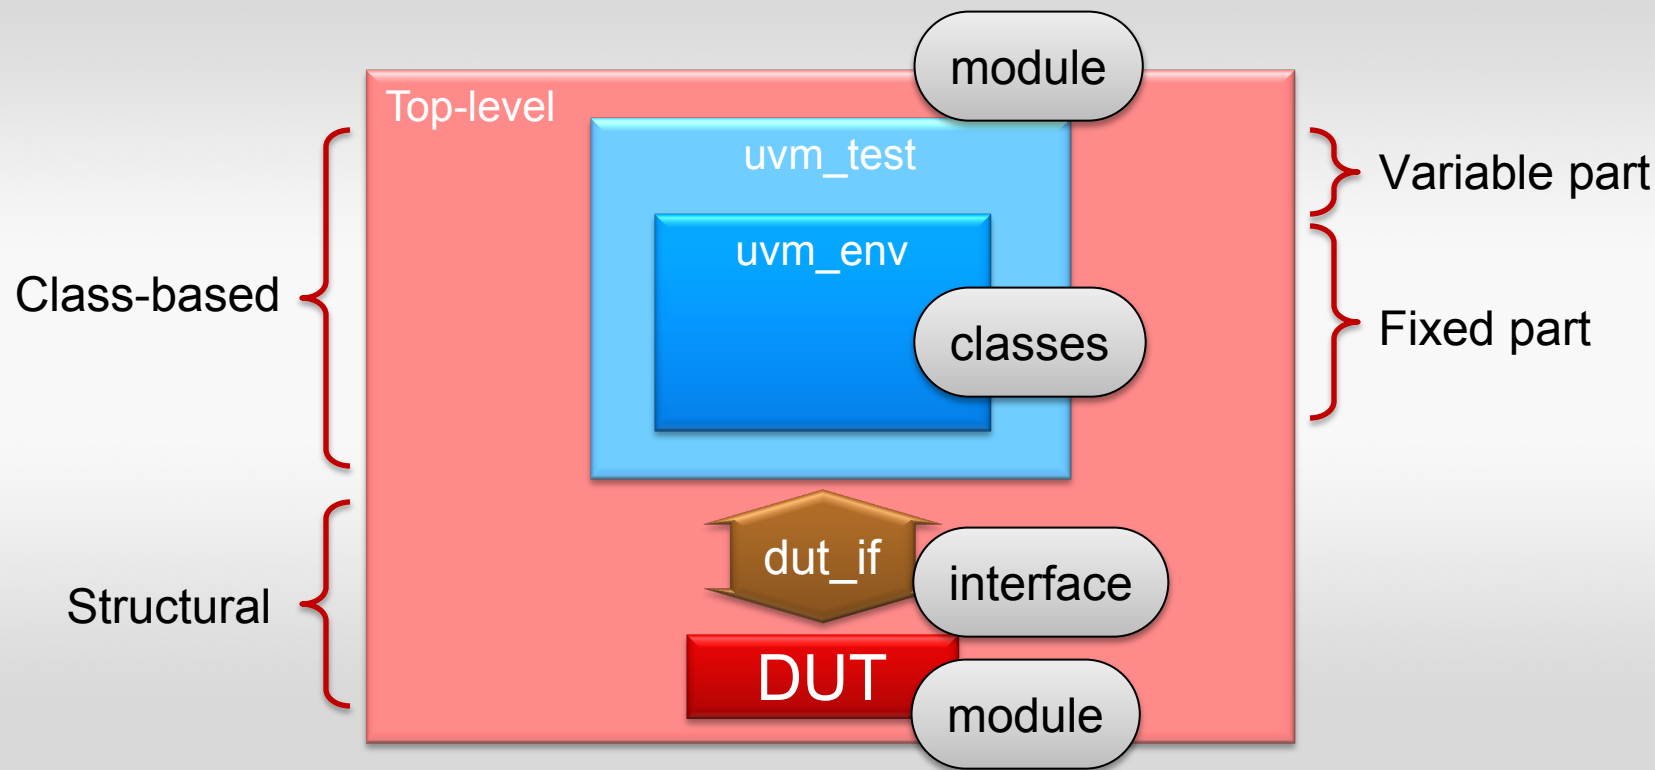 module
Top-level
uvm_test
Variable part
uvm_env
Class-based
Fixed part
classes
dut_if
interface
Structural
DUT
module